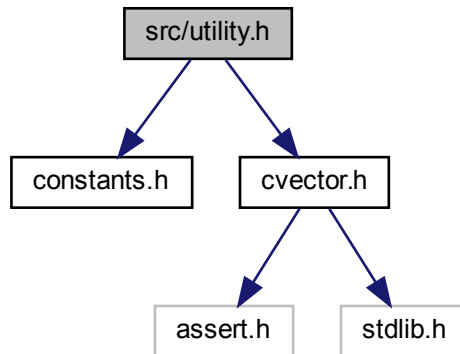 src/utility.h
constants.h
cvector.h
assert.h
stdlib.h